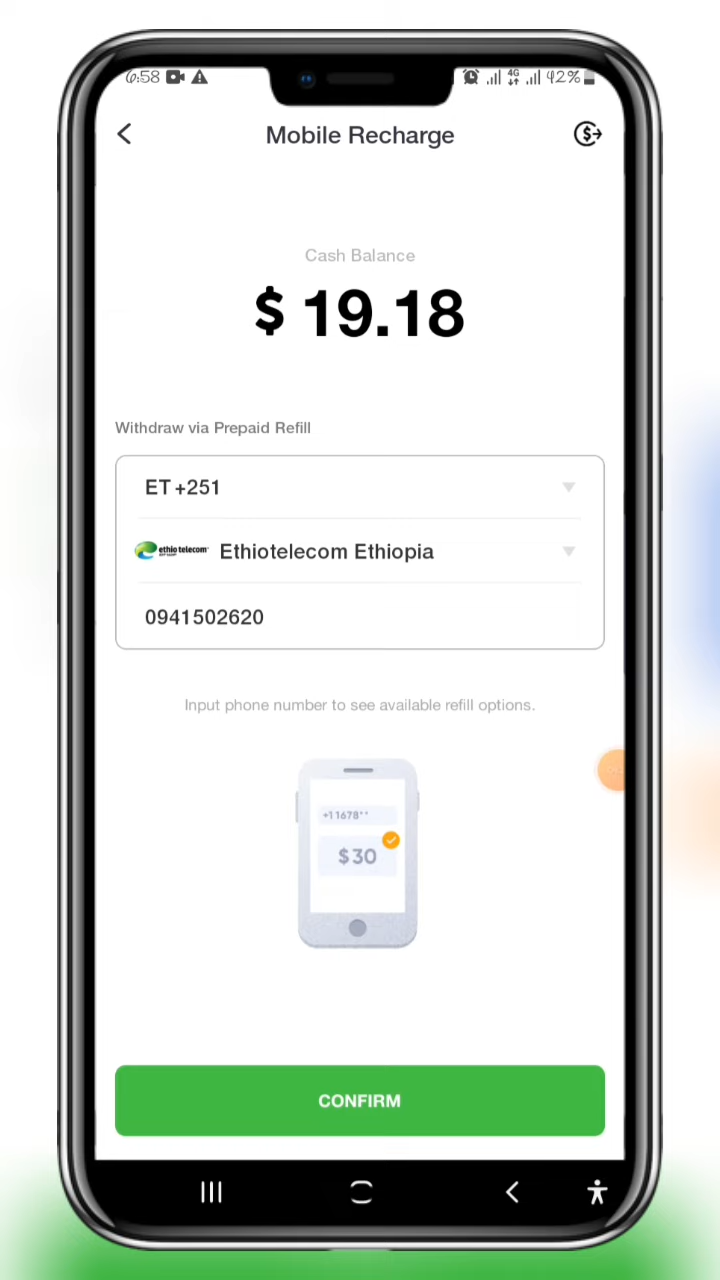 6:58 4G 42%
Mobile Recharge
Cash Balance
$ 19.18
Withdraw via Prepaid Refill
ET +251
ethio telecom Ethiotelecom Ethiopia
0941502620
Input phone number to see available refill options.
+11678**
$30
CONFIRM